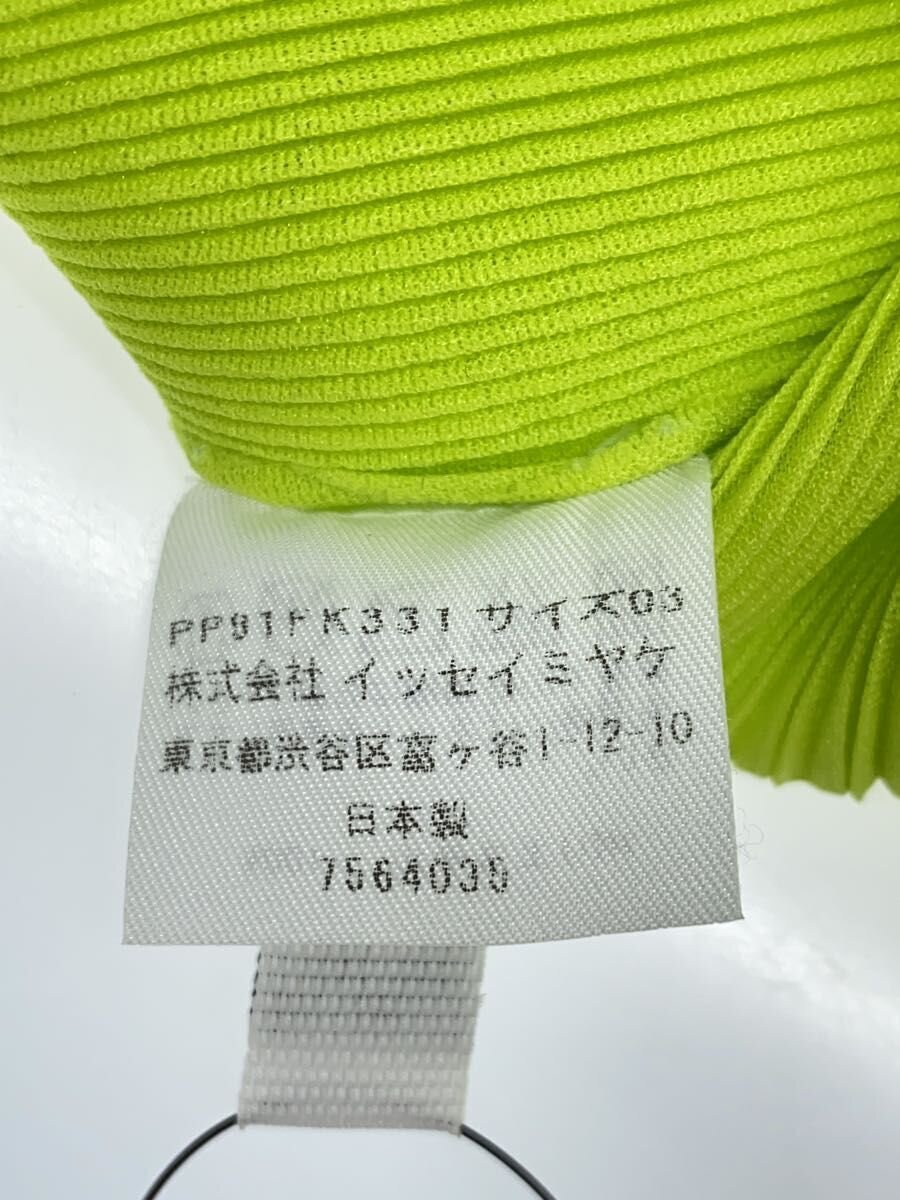 PP91FK331 サイズ03
株式会社 イッセイミヤケ
東京都渋谷区富ヶ谷1-12-10
日本製
7564035